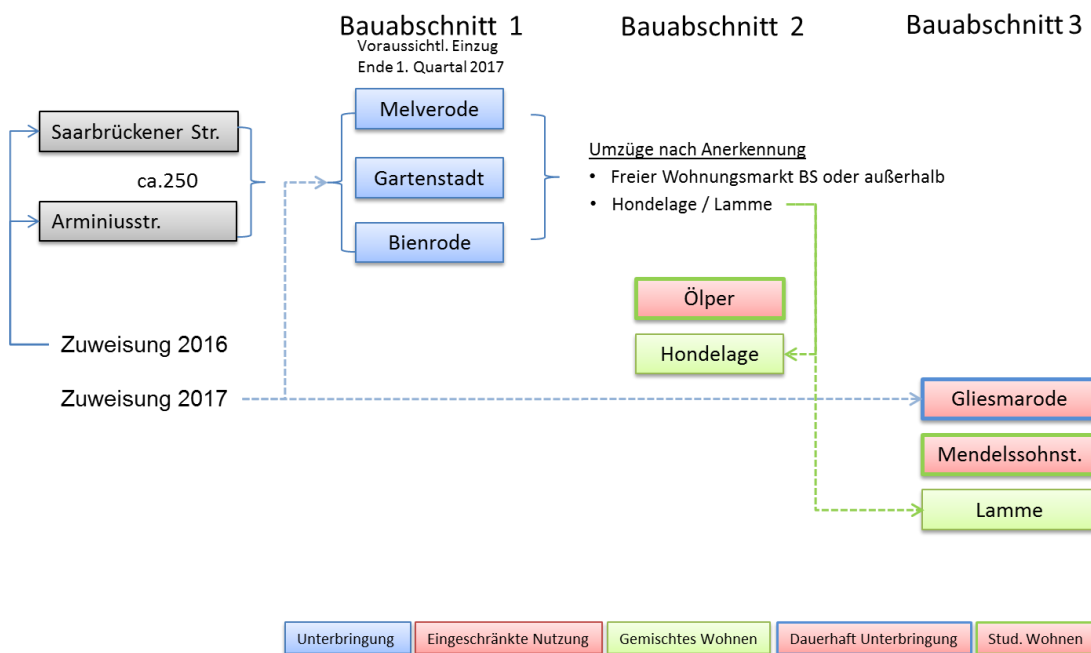 Bauabschnitt 1
Bauabschnitt 2
Bauabschnitt 3
Voraussichtl. Einzug
Ende 1. Quartal 2017
Melverode
Saarbrückener Str.
Umzüge nach Anerkennung
ca.250
Gartenstadt
• Freier Wohnungsmarkt BS oder außerhalb
• Hondelage / Lamme
Arminiusstr.
Bienrode
Ölper
Zuweisung 2016
Hondelage
Zuweisung 2017
Gliesmarode
Mendelssohnst.
Lamme
Unterbringung
Eingeschränkte Nutzung
Gemischtes Wohnen
Dauerhaft Unterbringung
Stud. Wohnen